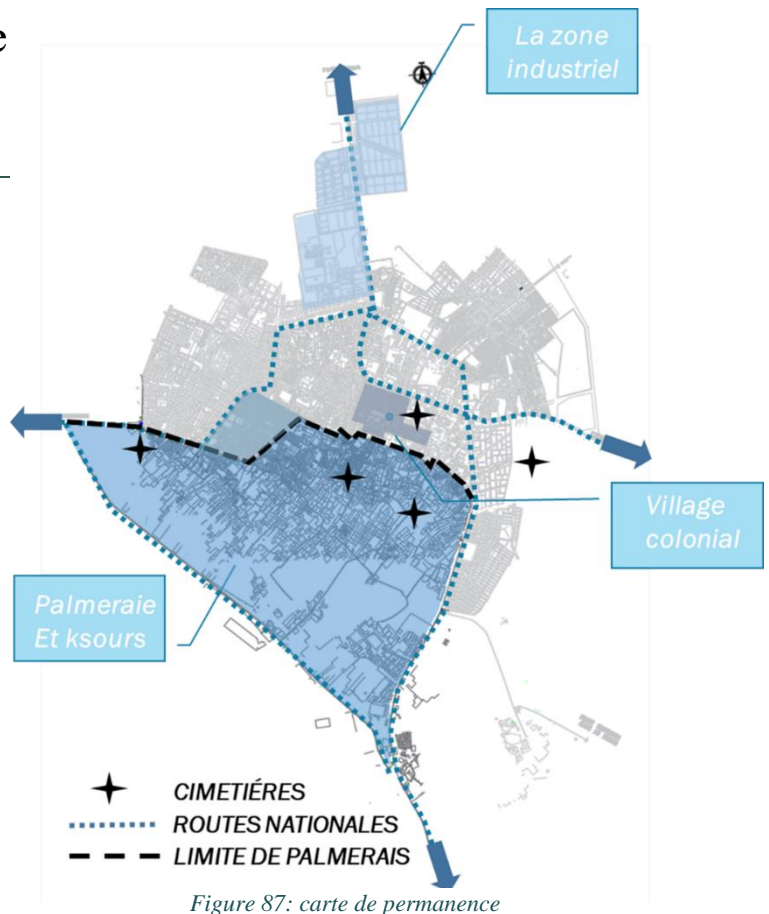 e
La zone
industriel
Village
colonial
Palmeraie
Et ksours
CIMETIÉRES
ROUTES NATIONALES
LIMITE DE PALMERAIS
Figure 87: carte de permanence